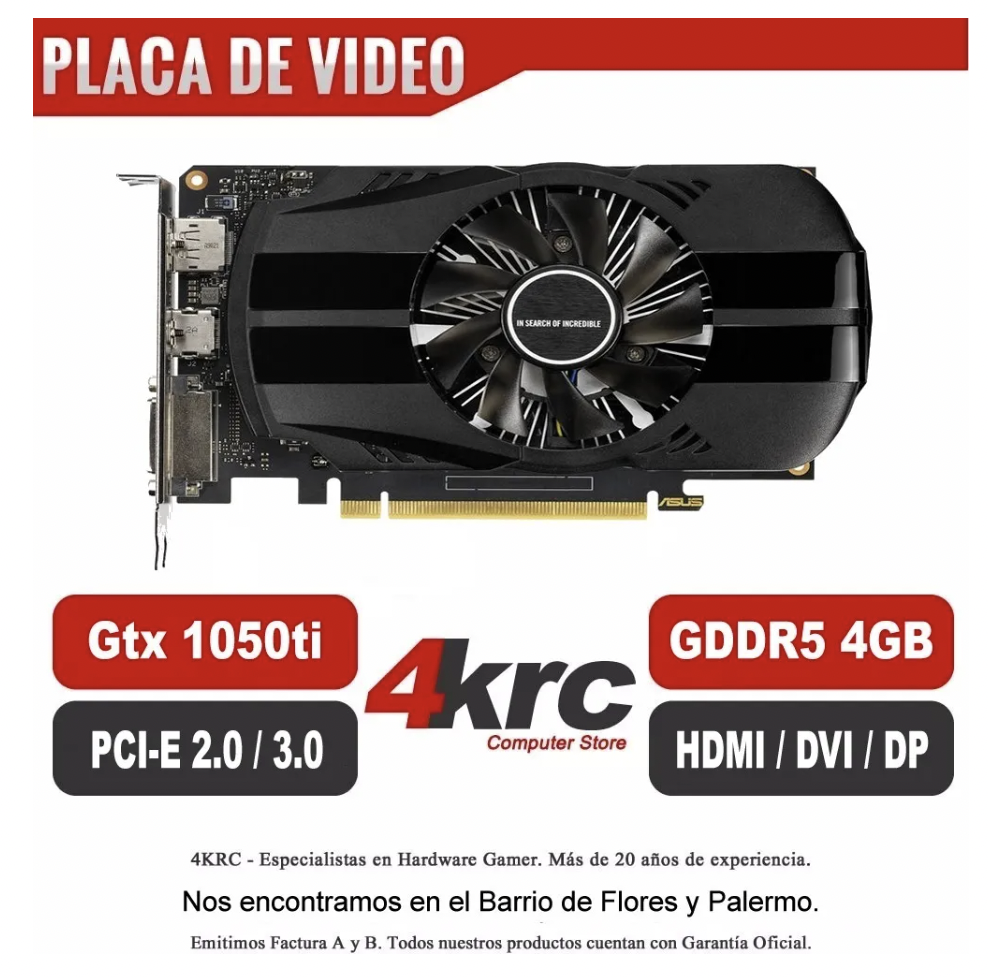 PLACA DE VIDEO
IN SEARCH OF INCREDIBLE
ASUS
Gtx 1050ti
GDDR5 4GB
4krc
Computer Store
PCI-E 2.0 / 3.0
HDMI / DVI / DP
4KRC - Especialistas en Hardware Gamer. Más de 20 años de experiencia.
Nos encontramos en el Barrio de Flores y Palermo.
Emitimos Factura A y B. Todos nuestros productos cuentan con Garantía Oficial.